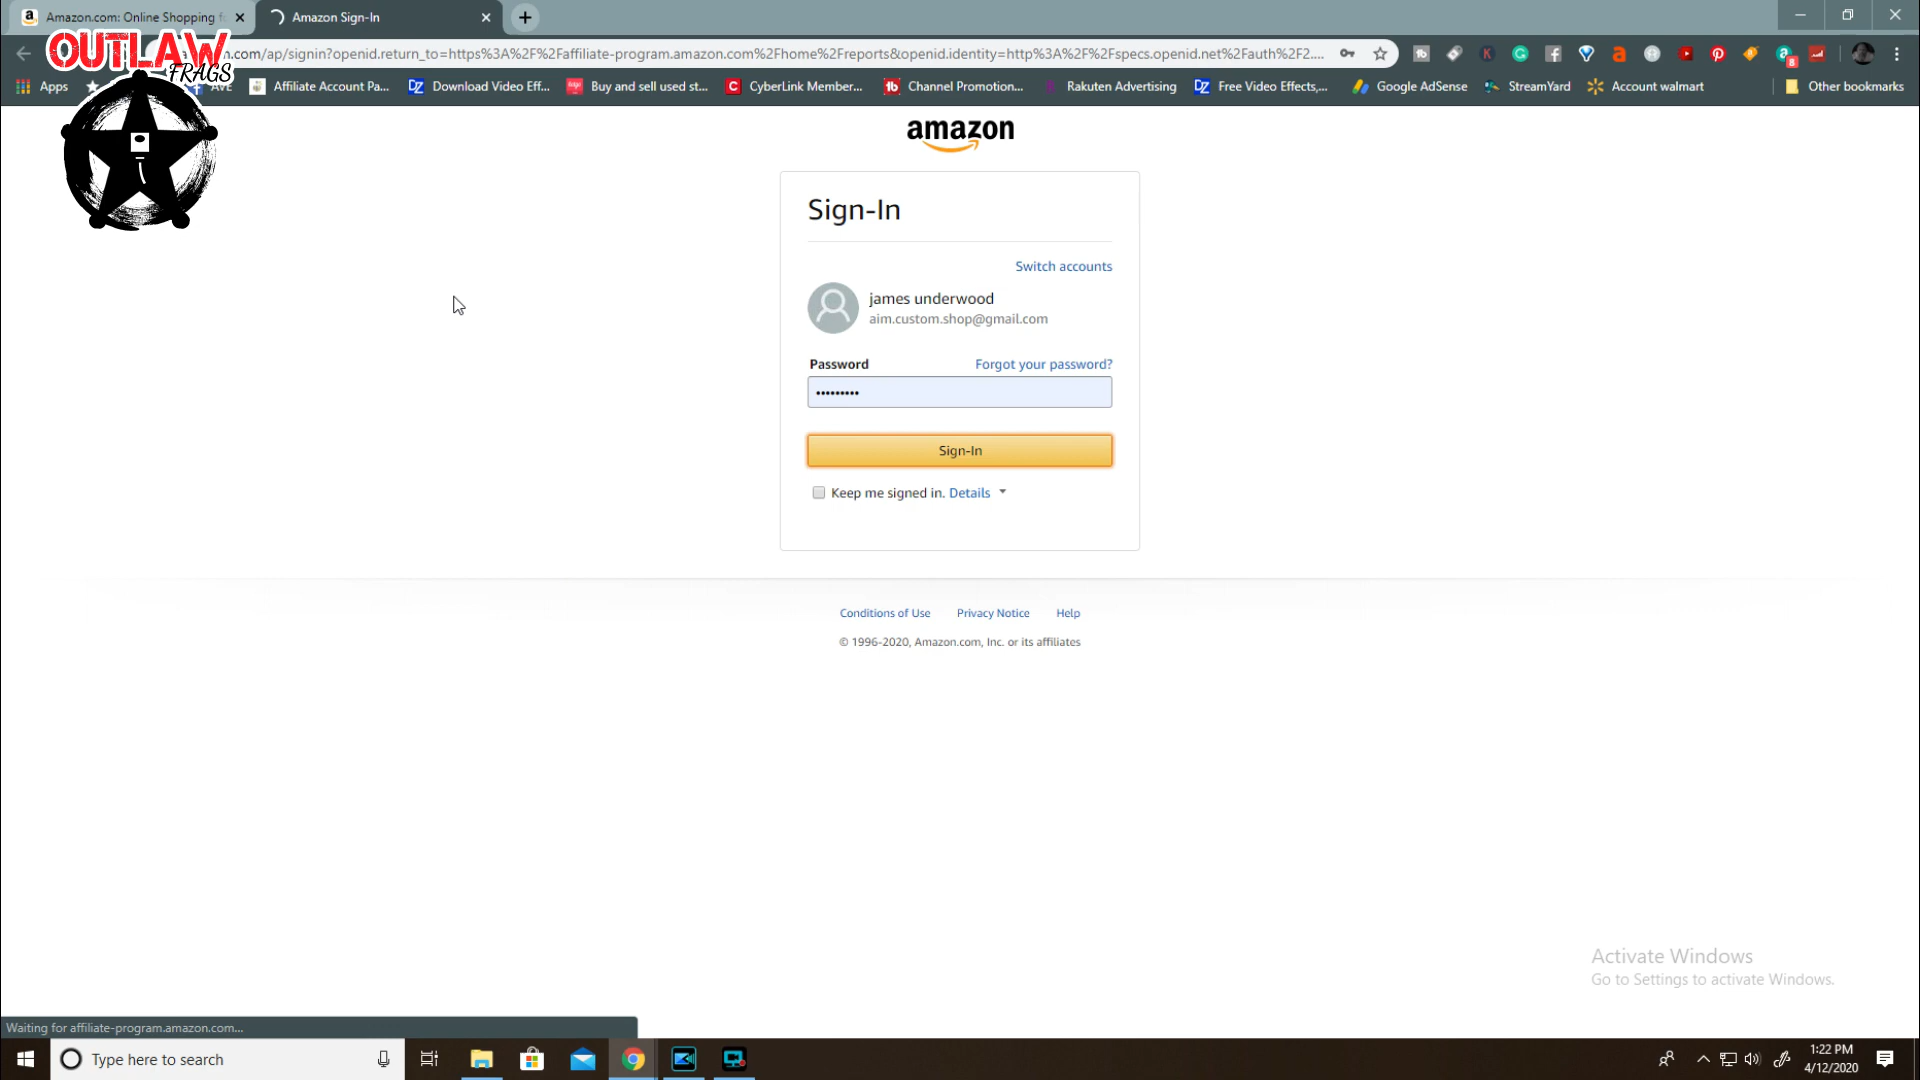 Amazon.com: Online Shopping f
Amazon Sign-In
OUTLAW
FRAGS
.com/ap/signin?openid.return_to=https%3A%2F%2Faffiliate-program.amazon.com%2Fhome%2Freports&openid.identity=http%3A%2F%2Fspecs.openid.net%2Fauth%2F2....
Apps
AVE
Affiliate Account Pa...
Download Video Eff...
Buy and sell used st...
CyberLink Member...
Channel Promotion...
Rakuten Advertising
Free Video Effects,...
Google AdSense
StreamYard
Account walmart
Other bookmarks
amazon
Sign-In
Switch accounts
james underwood
aim.custom.shop@gmail.com
Password
Forgot your password?
•••••••••
Sign-In
Keep me signed in. Details
Conditions of Use
Privacy Notice
Help
© 1996-2020, Amazon.com, Inc. or its affiliates
Activate Windows
Go to Settings to activate Windows.
Waiting for affiliate-program.amazon.com...
Type here to search
1:22 PM
4/12/2020